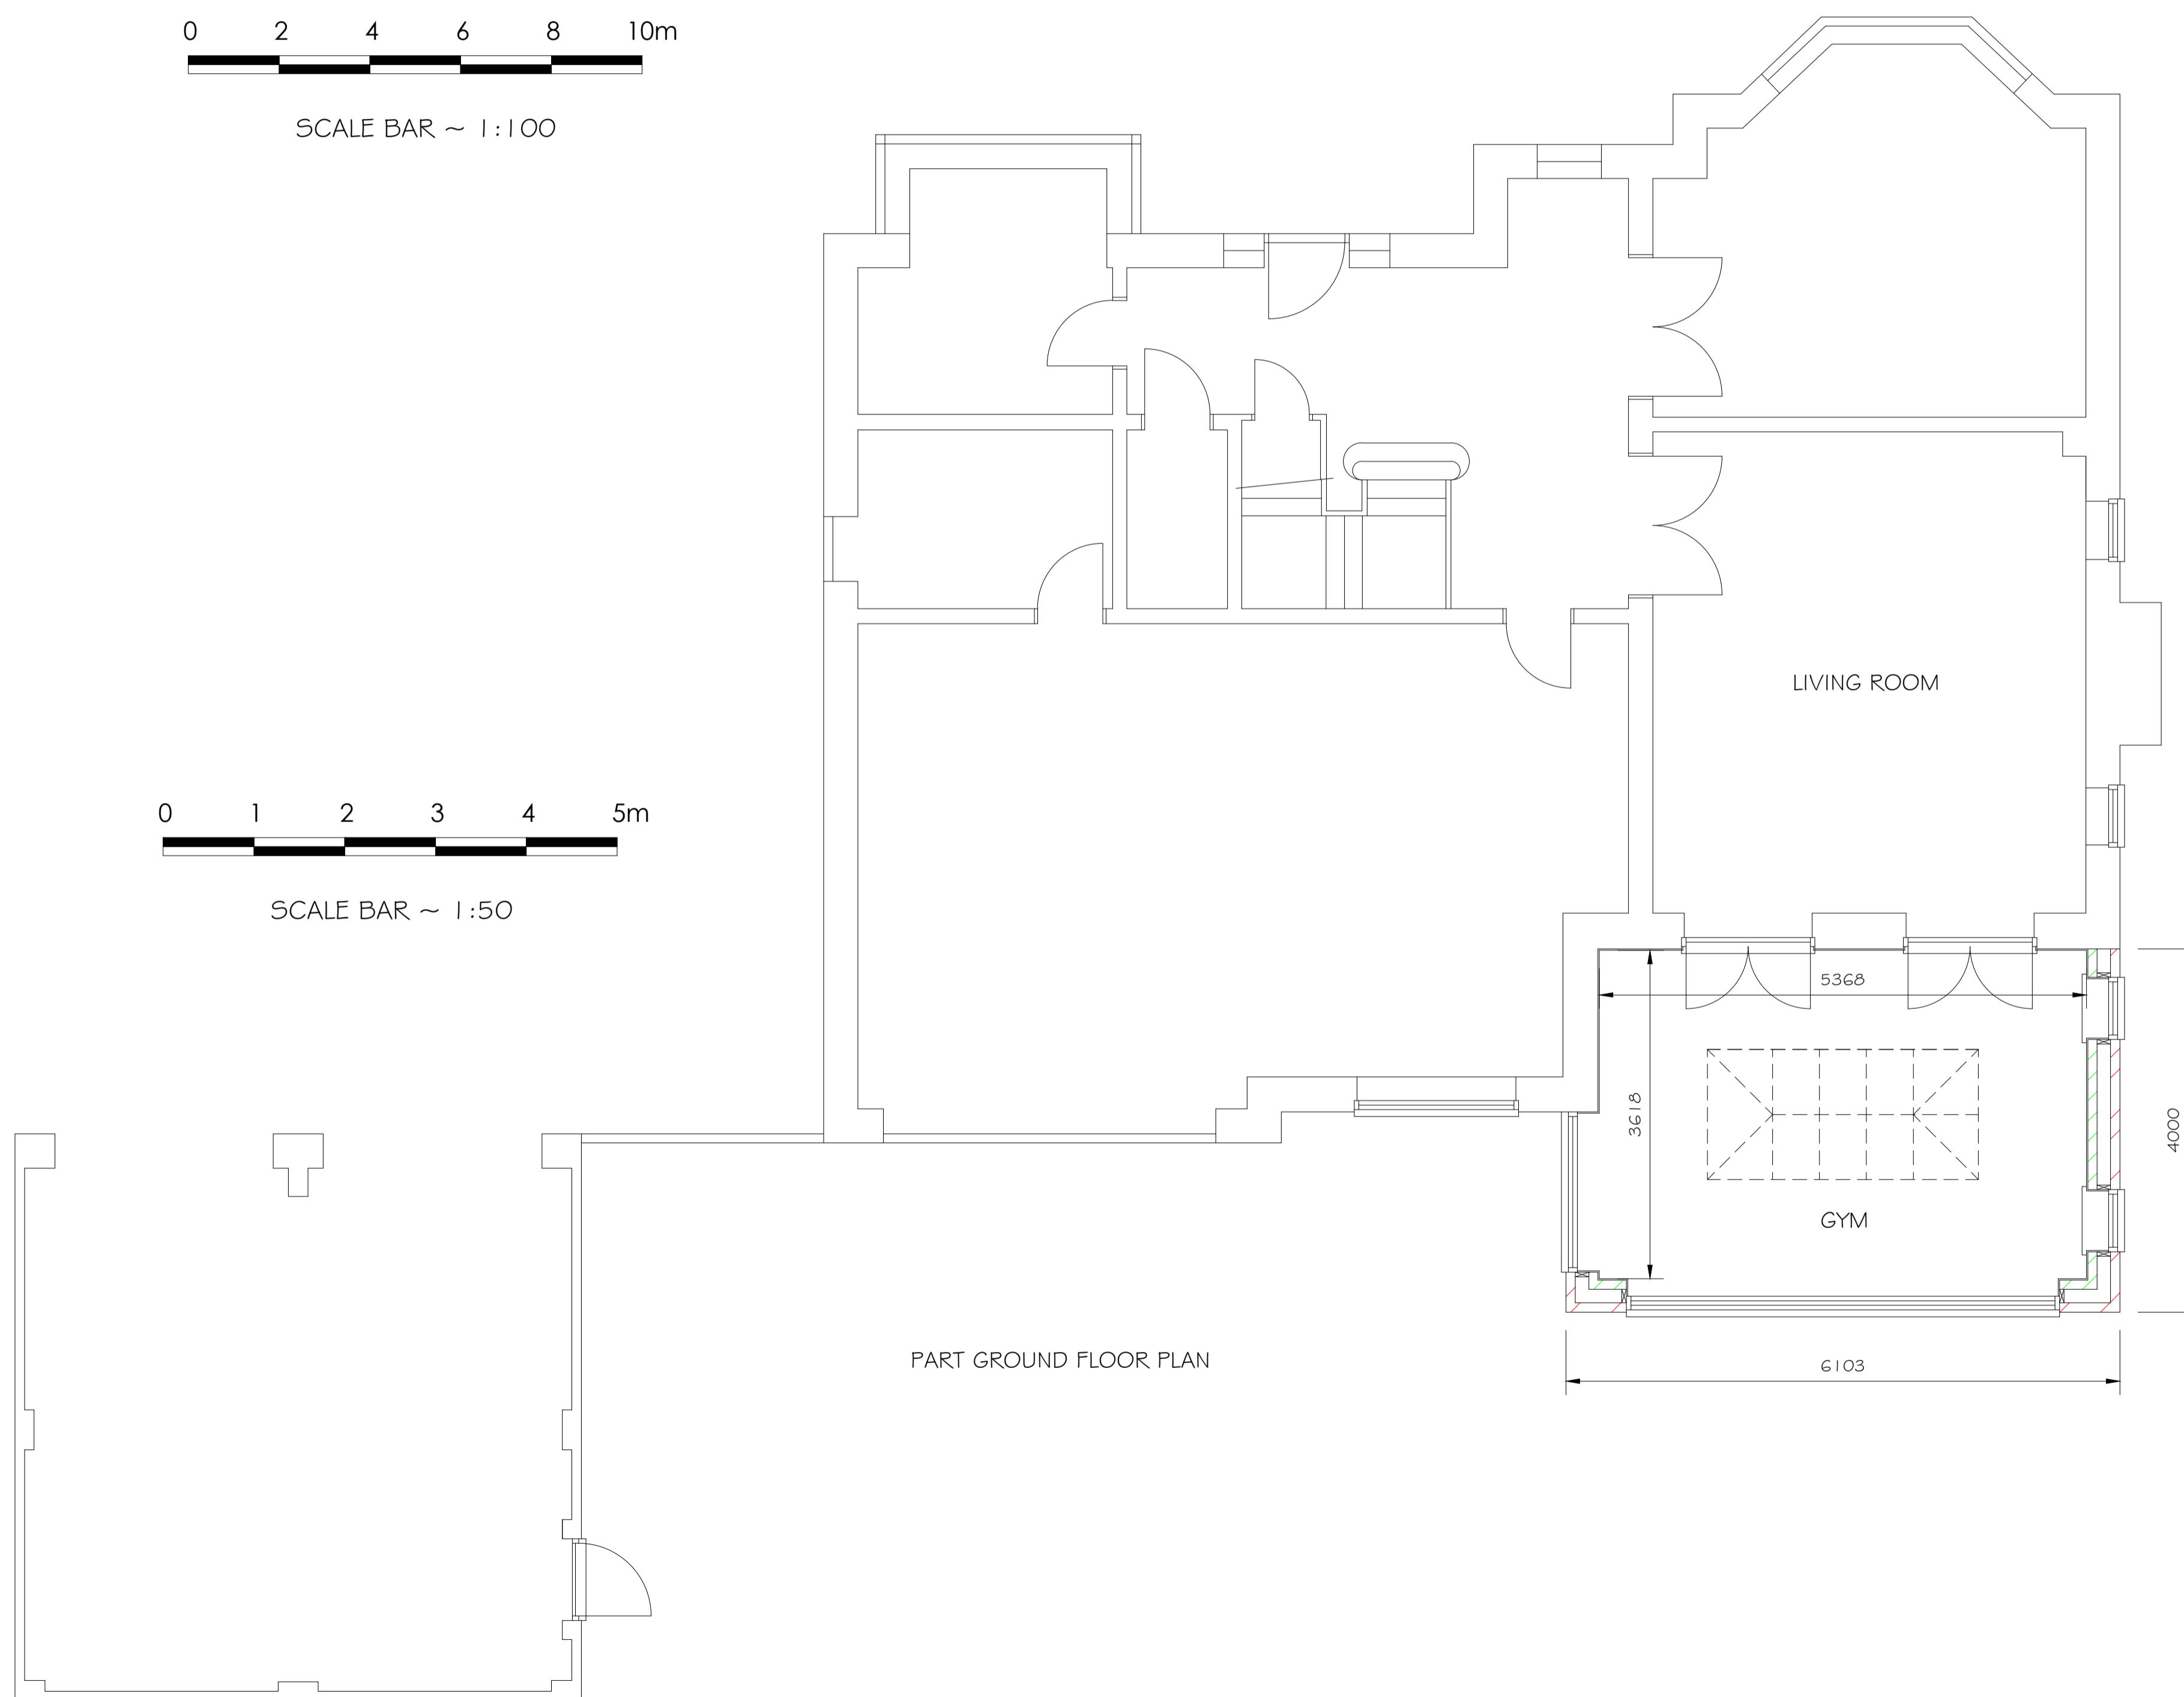 0 2 4 6 8 10m
SCALE BAR ~ 1:100
LIVING ROOM
0 1 2 3 4 5m
SCALE BAR ~ 1:50
5368
3618
4000
GYM
PART GROUND FLOOR PLAN
6103